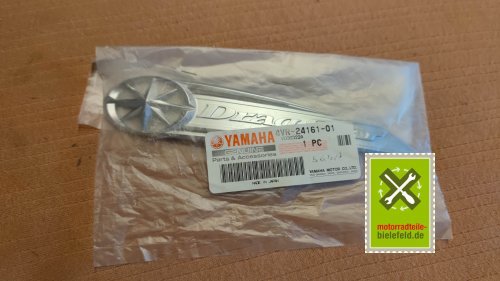 YAMAHA
GENUINE
Parts & Accessories
4VR-24161-01
1 PC
MADE IN JAPAN
YAMAHA MOTOR CO., LTD.
motorradteile-
bielefeld.de